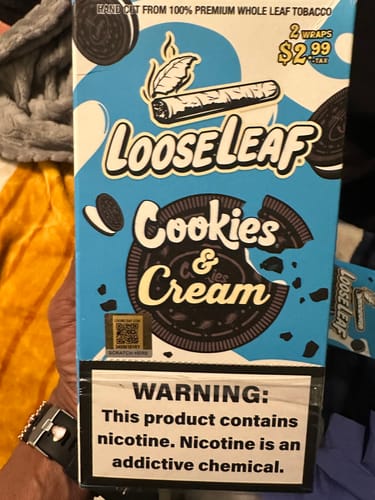 HAND CUT FROM 100% PREMIUM WHOLE LEAF TOBACCO
2 WRAPS
$2.99
+TAX
LOOSELEAF
Cookies
&
Cream
SCRATCH HERE
WARNING:
This product contains
nicotine. Nicotine is an
addictive chemical.
LOOSELEAF